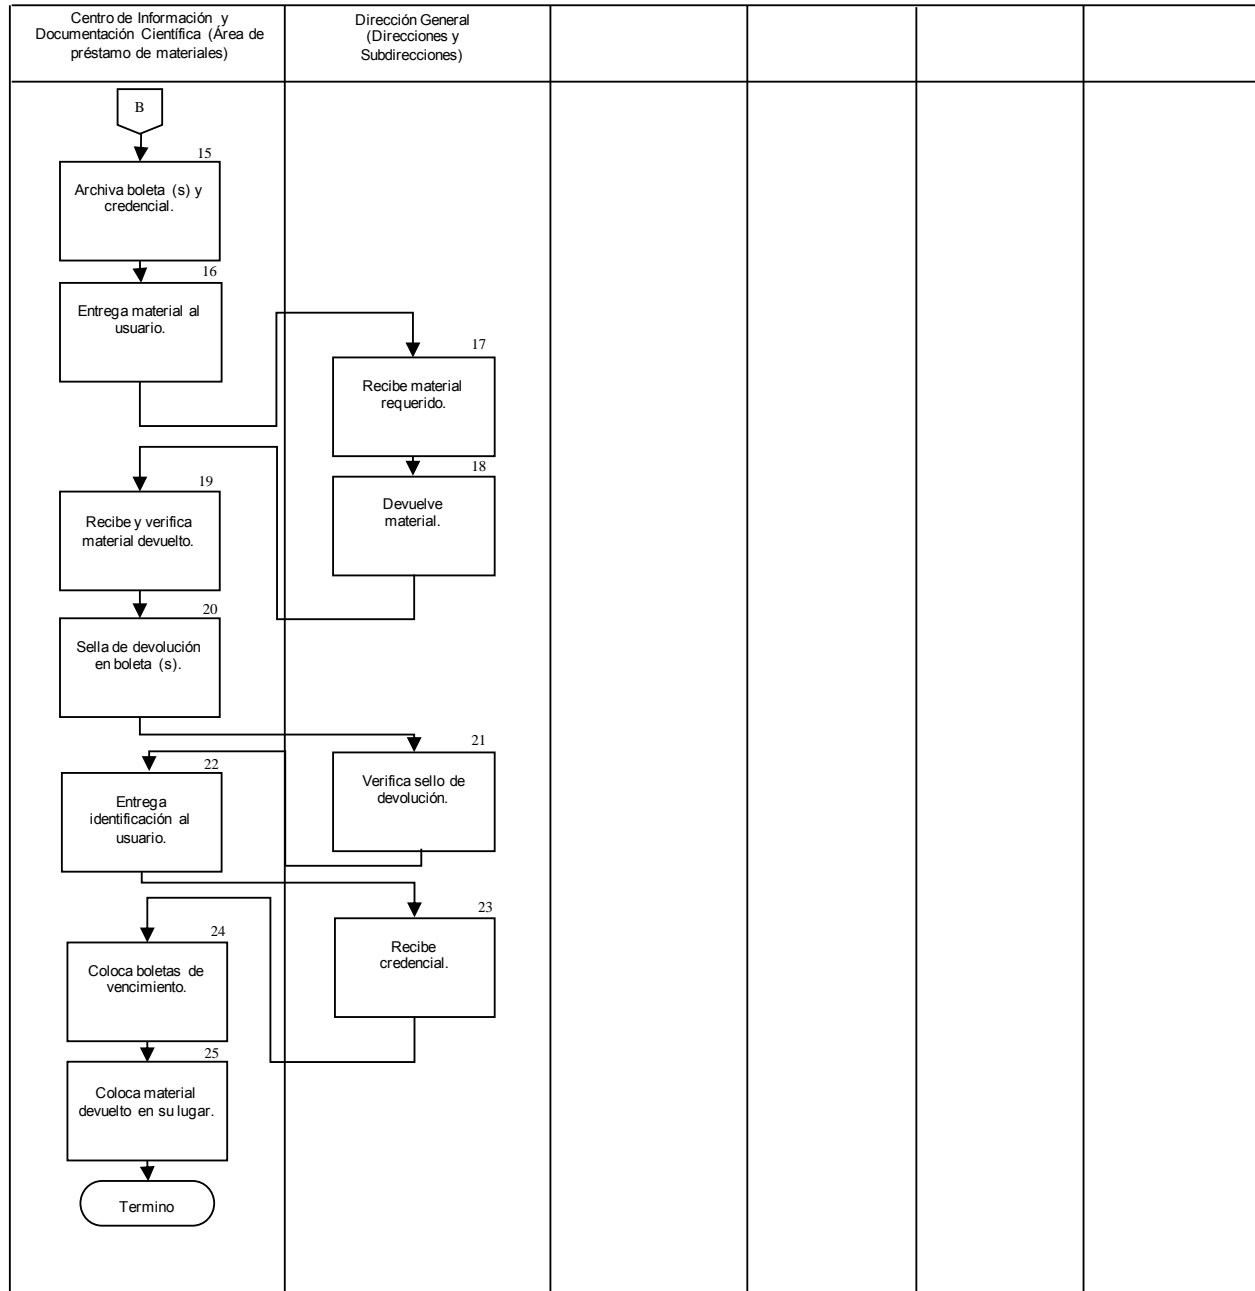 Centro de Información y
Documentación Científica (Área de
préstamo de materiales)
Dirección General
(Direcciones y
Subdirecciones)
B
15
Archiva boleta (s) y
credencial.
16
Entrega material al
usuario.
17
Recibe material
requerido.
18
Devuelve
material.
19
Recibe y verifica
material devuelto.
20
Sella de devolución
en boleta (s).
21
Verifica sello de
devolución.
22
Entrega
identificación al
usuario.
23
Recibe
credencial.
24
Coloca boletas de
vencimiento.
25
Coloca material
devuelto en su lugar.
Termino